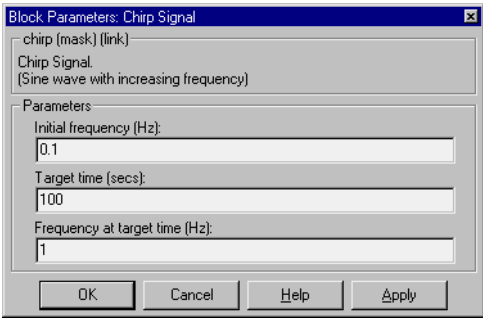 Block Parameters: Chirp Signal
chirp (mask) (link)
Chirp Signal.
(Sine wave with increasing frequency)
Parameters
Initial frequency (Hz):
0.1
Target time (secs):
100
Frequency at target time (Hz):
1
OK Cancel Help Apply